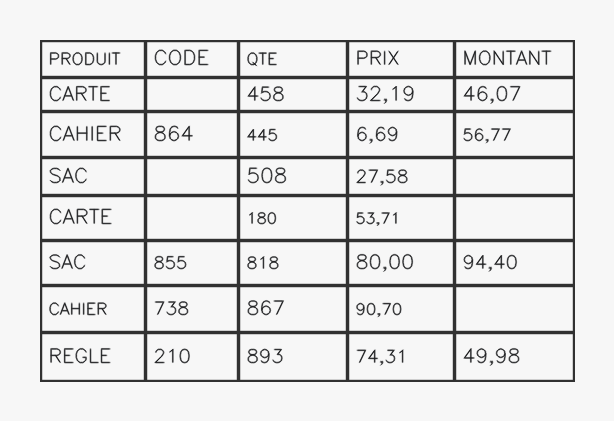 PRODUIT CODE QTE PRIX MONTANT
CARTE 458 32,19 46,07
CAHIER 864 445 6,69 56,77
SAC 508 27,58
CARTE 180 53,71
SAC 855 818 80,00 94,40
CAHIER 738 867 90,70
REGLE 210 893 74,31 49,98